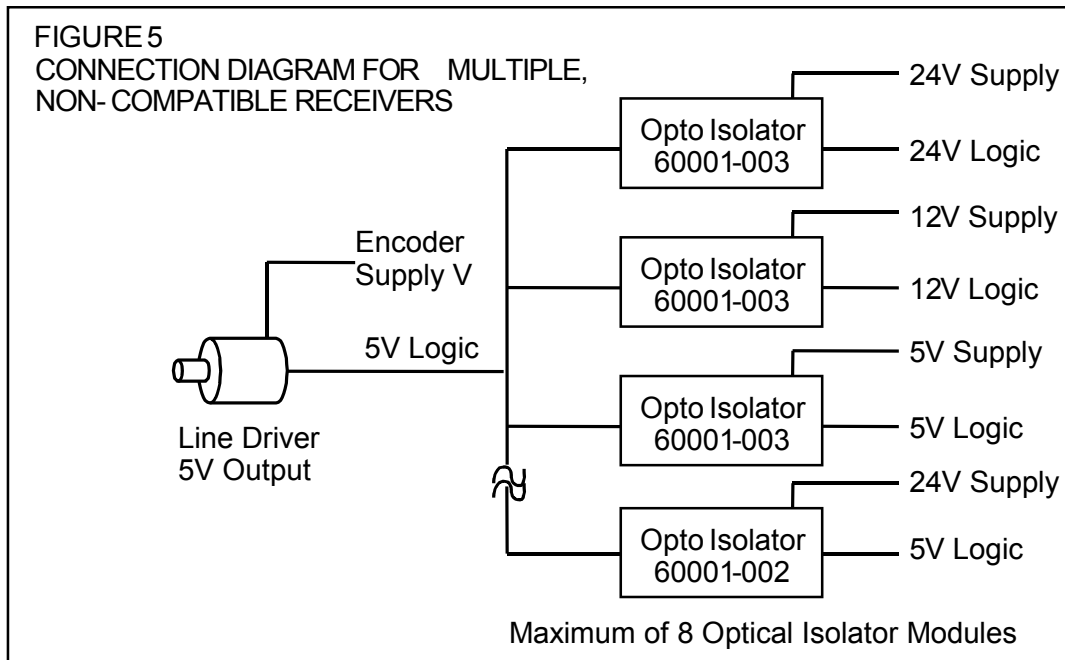 FIGURE 5
CONNECTION DIAGRAM FOR MULTIPLE,
NON- COMPATIBLE RECEIVERS
24V Supply
Opto Isolator
60001-003
24V Logic
12V Supply
Opto Isolator
60001-003
12V Logic
Encoder
Supply V
5V Logic
Line Driver
5V Output
5V Supply
Opto Isolator
60001-003
5V Logic
24V Supply
Opto Isolator
60001-002
5V Logic
Maximum of 8 Optical Isolator Modules